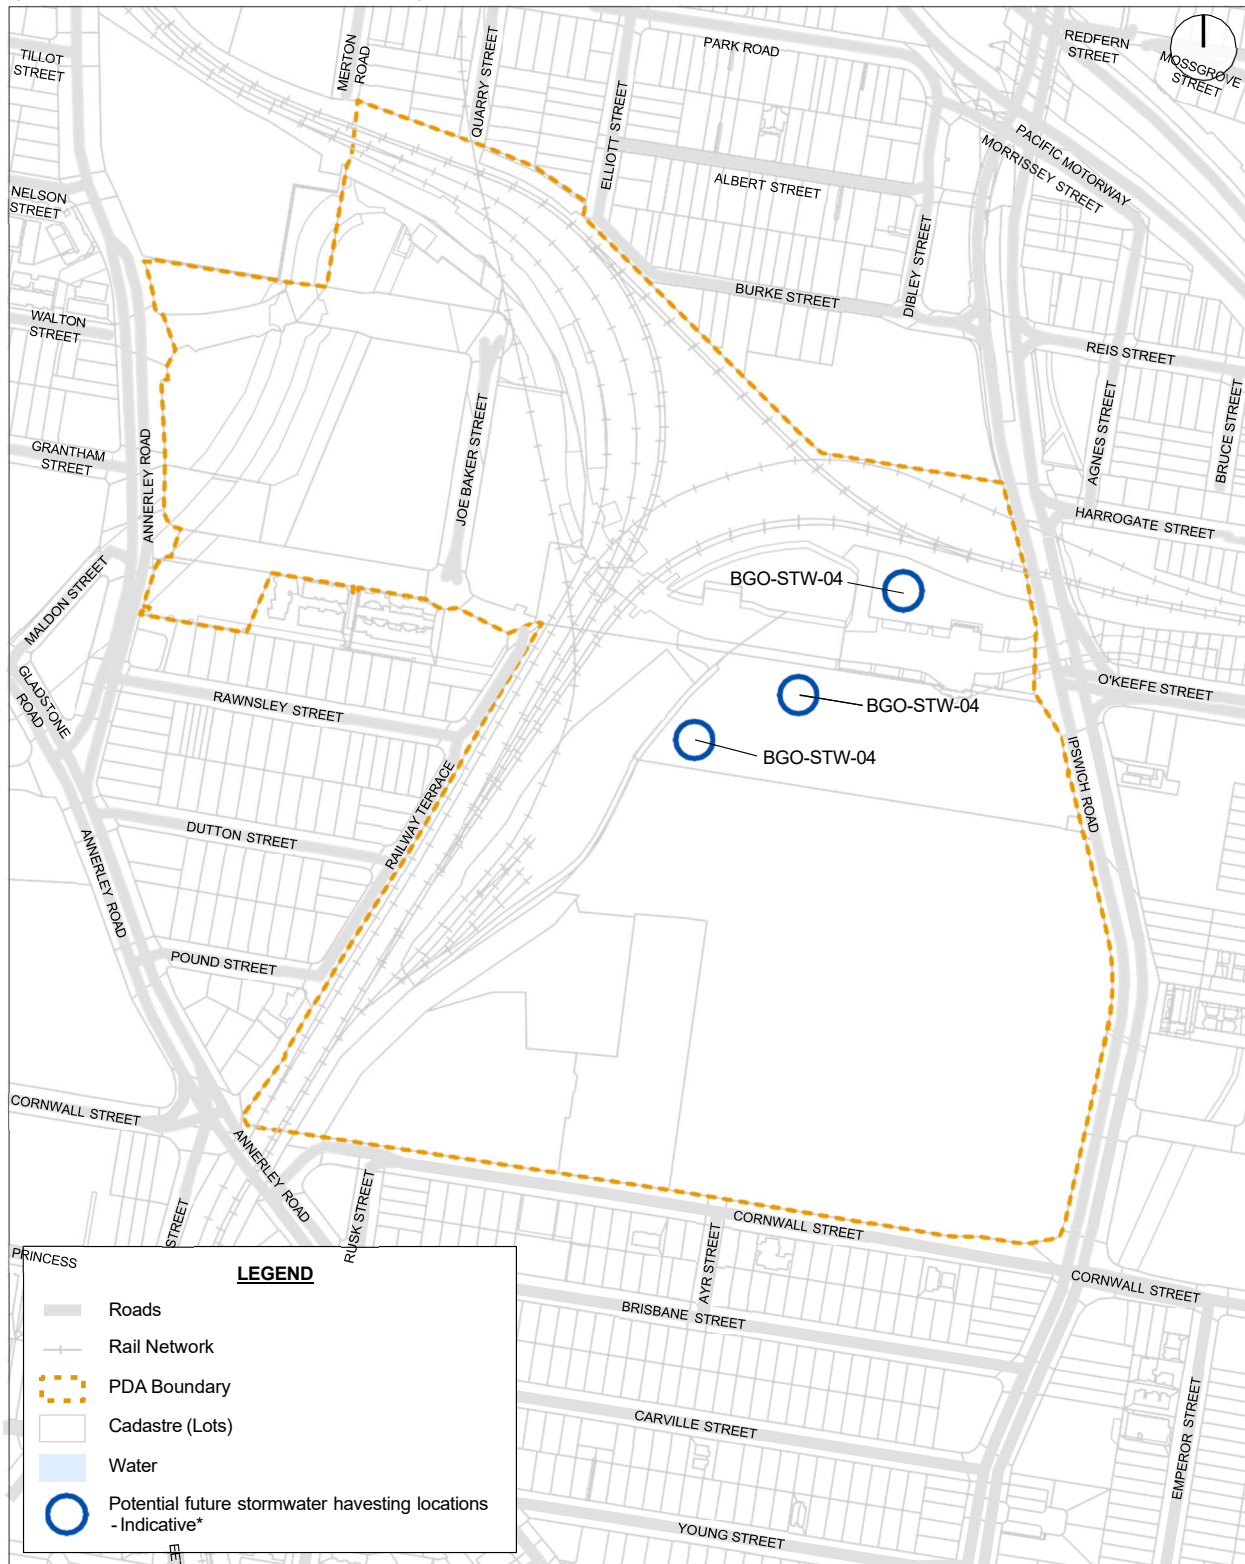 TILLOT
STREET
MERTON
ROAD
QUARRY STREET
PARK ROAD
REDFERN
STREET
MOSSGROVE
STREET
ELLIOTT STREET
PACIFIC MOTORWAY
MORRISSEY STREET
ALBERT STREET
NELSON
STREET
DIBLEY STREET
BURKE STREET
WALTON
STREET
REIS STREET
AGNES STREET
BRUCE STREET
JOE BAKER STREET
GRANTHAM
STREET
ANNERLEY ROAD
HARROGATE STREET
MALDON STREET
BGO-STW-04
GLADSTONE
ROAD
RAWNSLEY STREET
O'KEEFE STREET
BGO-STW-04
BGO-STW-04
IPSWICH ROAD
RAILWAY TERRACE
DUTTON STREET
ANNERLEY ROAD
POUND STREET
CORNWALL STREET
ANNERLEY ROAD
RUSK STREET
STREET
CORNWALL STREET
AYR STREET
PRINCESS
CORNWALL STREET
BRISBANE STREET
CARVILLE STREET
EMPEROR STREET
YOUNG STREET
LEGEND
Roads
Rail Network
PDA Boundary
Cadastre (Lots)
Water
Potential future stormwater havesting locations
- Indicative*